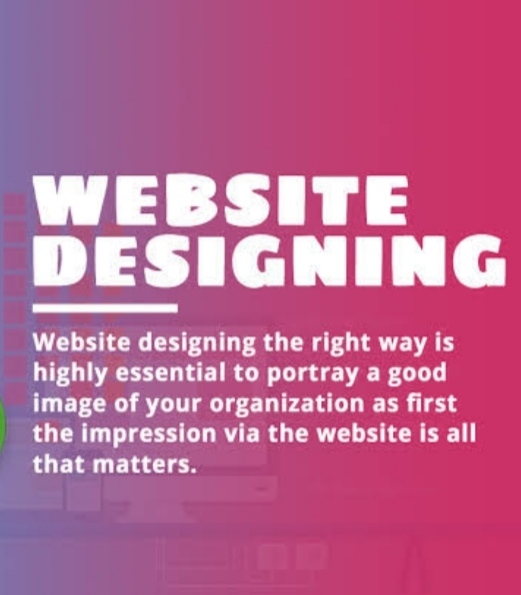 WEBSITE
DESIGNING
Website designing the right way is
highly essential to portray a good
image of your organization as first
the impression via the website is all
that matters.